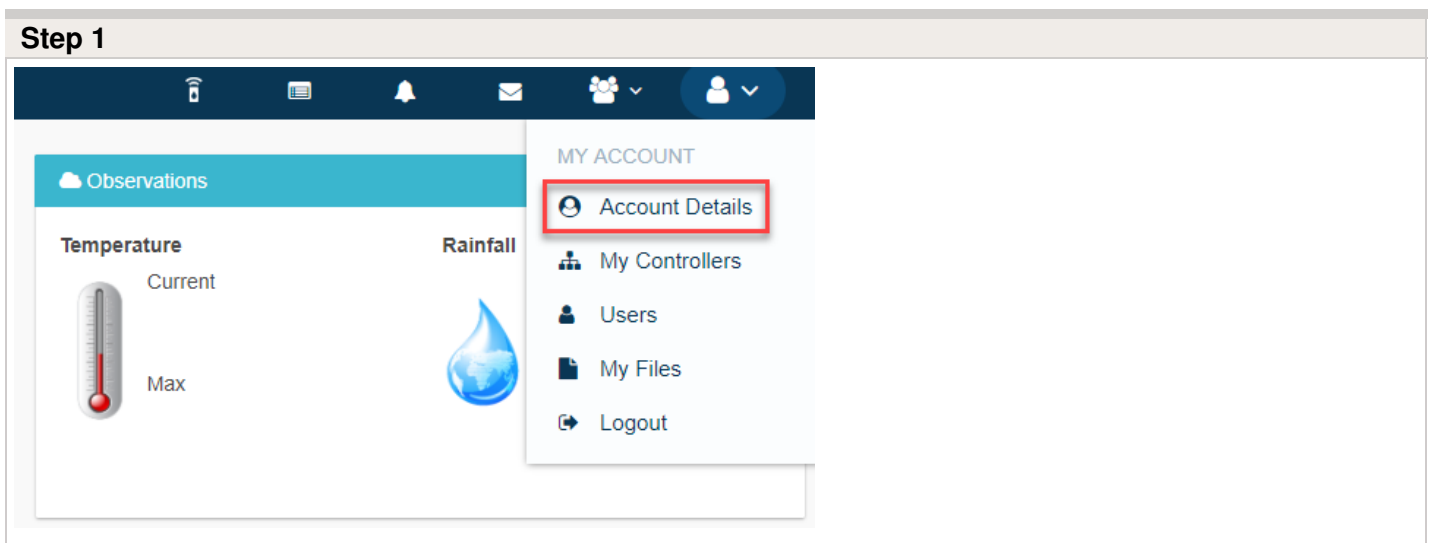 Step 1
MY ACCOUNT
Observations
Account Details
Temperature
Rainfall
Current
My Controllers
Users
My Files
Max
Logout